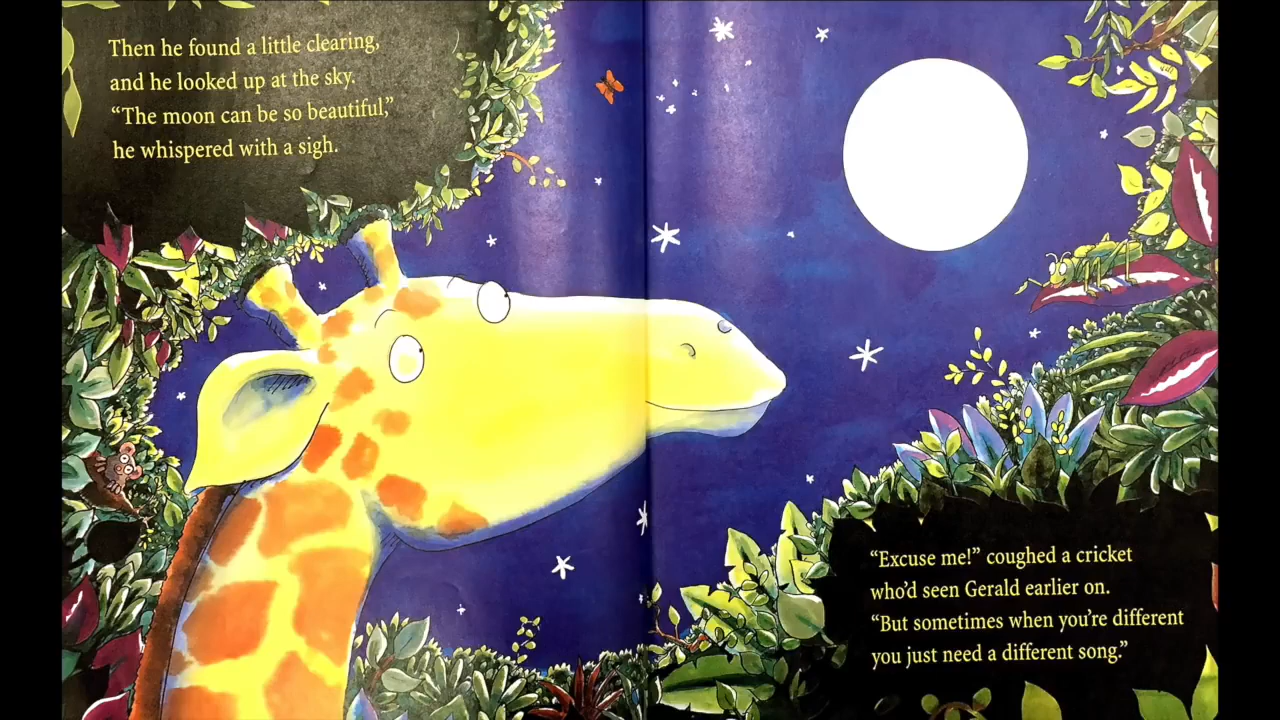 Then he found a little clearing,
and he looked up at the sky.
“The moon can be so beautiful,”
he whispered with a sigh.
“Excuse me!” coughed a cricket
who’d seen Gerald earlier on.
“But sometimes when you’re different
you just need a different song.”